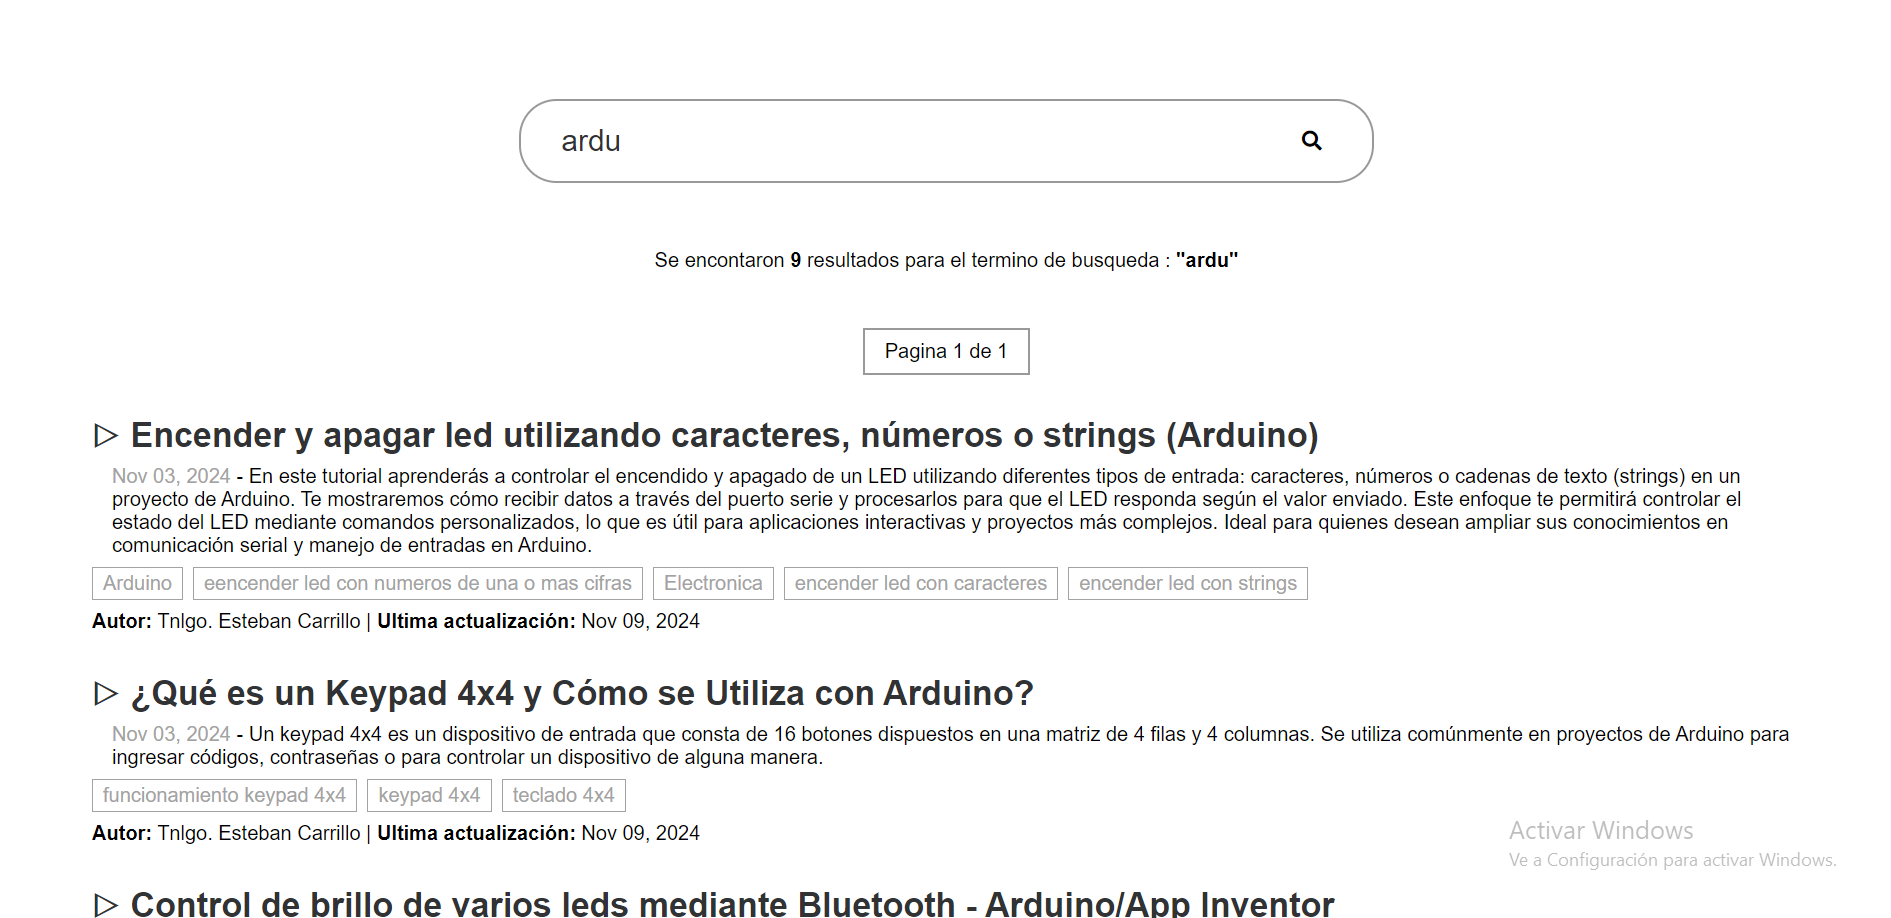 ardu
Se encontaron 9 resultados para el termino de busqueda : "ardu"
Pagina 1 de 1
Encender y apagar led utilizando caracteres, números o strings (Arduino)
Nov 03, 2024 - En este tutorial aprenderás a controlar el encendido y apagado de un LED utilizando diferentes tipos de entrada: caracteres, números o cadenas de texto (strings) en un
proyecto de Arduino. Te mostraremos cómo recibir datos a través del puerto serie y procesarlos para que el LED responda según el valor enviado. Este enfoque te permitirá controlar el
estado del LED mediante comandos personalizados, lo que es útil para aplicaciones interactivas y proyectos más complejos. Ideal para quienes desean ampliar sus conocimientos en
comunicación serial y manejo de entradas en Arduino.
Arduino eencender led con numeros de una o mas cifras Electronica encender led con caracteres encender led con strings
Autor: Tnlgo. Esteban Carrillo | Ultima actualización: Nov 09, 2024
¿Qué es un Keypad 4x4 y Cómo se Utiliza con Arduino?
Nov 03, 2024 - Un keypad 4x4 es un dispositivo de entrada que consta de 16 botones dispuestos en una matriz de 4 filas y 4 columnas. Se utiliza comúnmente en proyectos de Arduino para
ingresar códigos, contraseñas o para controlar un dispositivo de alguna manera.
funcionamiento keypad 4x4 keypad 4x4 teclado 4x4
Autor: Tnlgo. Esteban Carrillo | Ultima actualización: Nov 09, 2024
Activar Windows
Ve a Configuración para activar Windows.
Control de brillo de varios leds mediante Bluetooth - Arduino/App Inventor